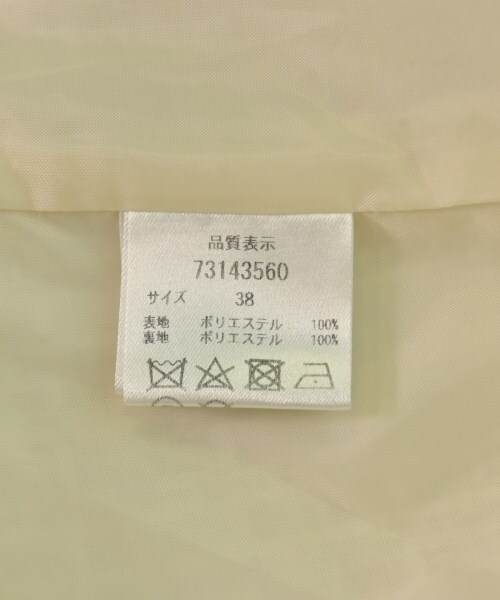 品質表示
73143560
サイズ 38
表地 ポリエステル 100%
裏地 ポリエステル 100%